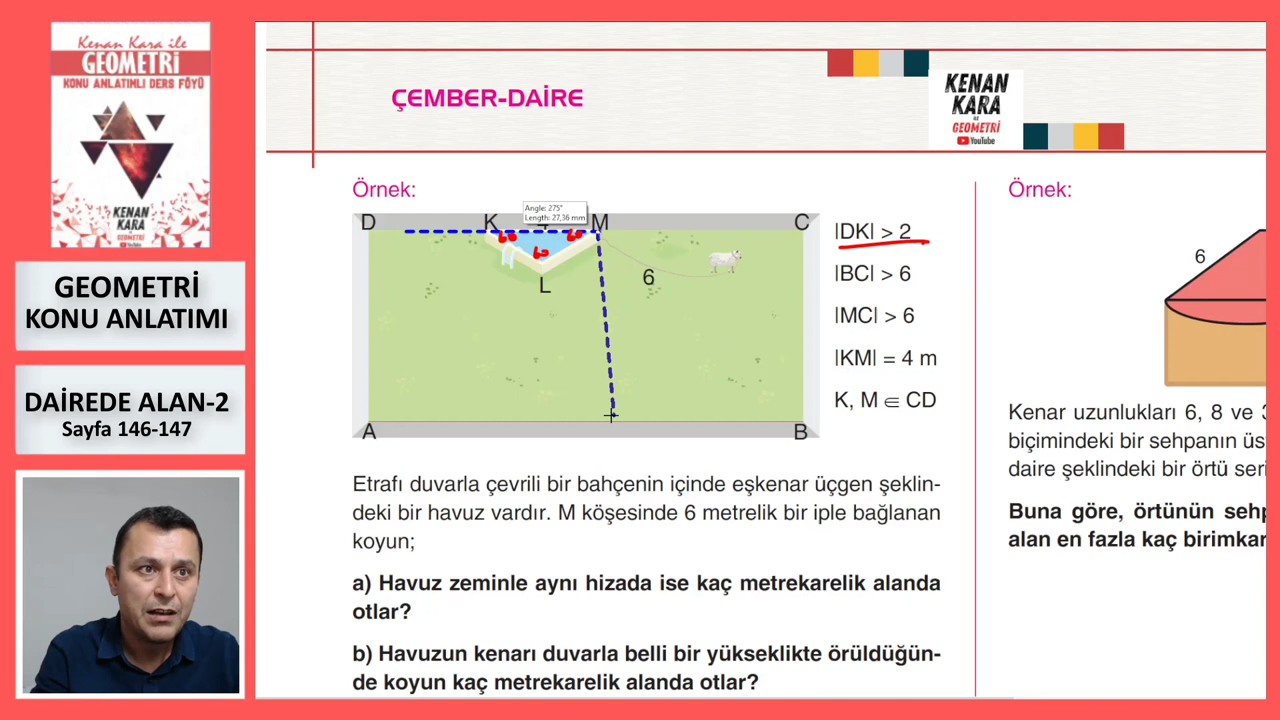 Kenan Kara ile
GEOMETRİ
KONU ANLATIMLI DERS FÖYÜ
KENAN
KARA
ile
GEOMETRİ
GEOMETRİ
KONU ANLATIMI
DAİREDE ALAN-2
Sayfa 146-147
ÇEMBER-DAİRE
KENAN
KARA
ile
GEOMETRİ
YouTube
Örnek:
Angle: 275°
Length: 27,36 mm
D K M C
6
L
A B
|DK| > 2
|BC| > 6
|MC| > 6
|KM| = 4 m
K, M ∈ CD
Etrafı duvarla çevrili bir bahçenin içinde eşkenar üçgen şeklin-
deki bir havuz vardır. M köşesinde 6 metrelik bir iple bağlanan
koyun;
a) Havuz zeminle aynı hizada ise kaç metrekarelik alanda
otlar?
b) Havuzun kenarı duvarla belli bir yükseklikte örüldüğün-
de koyun kaç metrekarelik alanda otlar?
Örnek:
6
Kenar uzunlukları 6, 8 ve
biçimindeki bir sehpanın üs
daire şeklindeki bir örtü seri
Buna göre, örtünün sehp
alan en fazla kaç birimkar